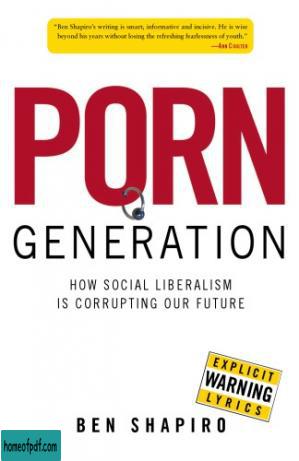 "Ben Shapiro's writing is smart, informative and incisive. He is wise
beyond his years without losing the refreshing fearlessness of youth."
—ANN COULTER
PORN
GENERATION
HOW SOCIAL LIBERALISM
IS CORRUPTING OUR FUTURE
EXPLICIT
WARNING
LYRICS
BEN SHAPIRO
homeofpdf.com